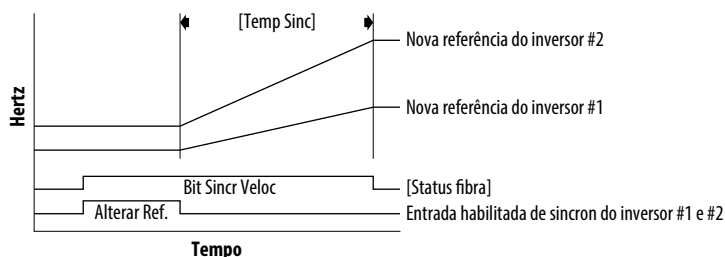 [Temp Sinc]
Nova referência do inversor #2
Hertz
Nova referência do inversor #1
Bit Sincr Veloc
[Status fibra]
Alterar Ref.
Entrada habilitada de sincron do inversor #1 e #2
Tempo